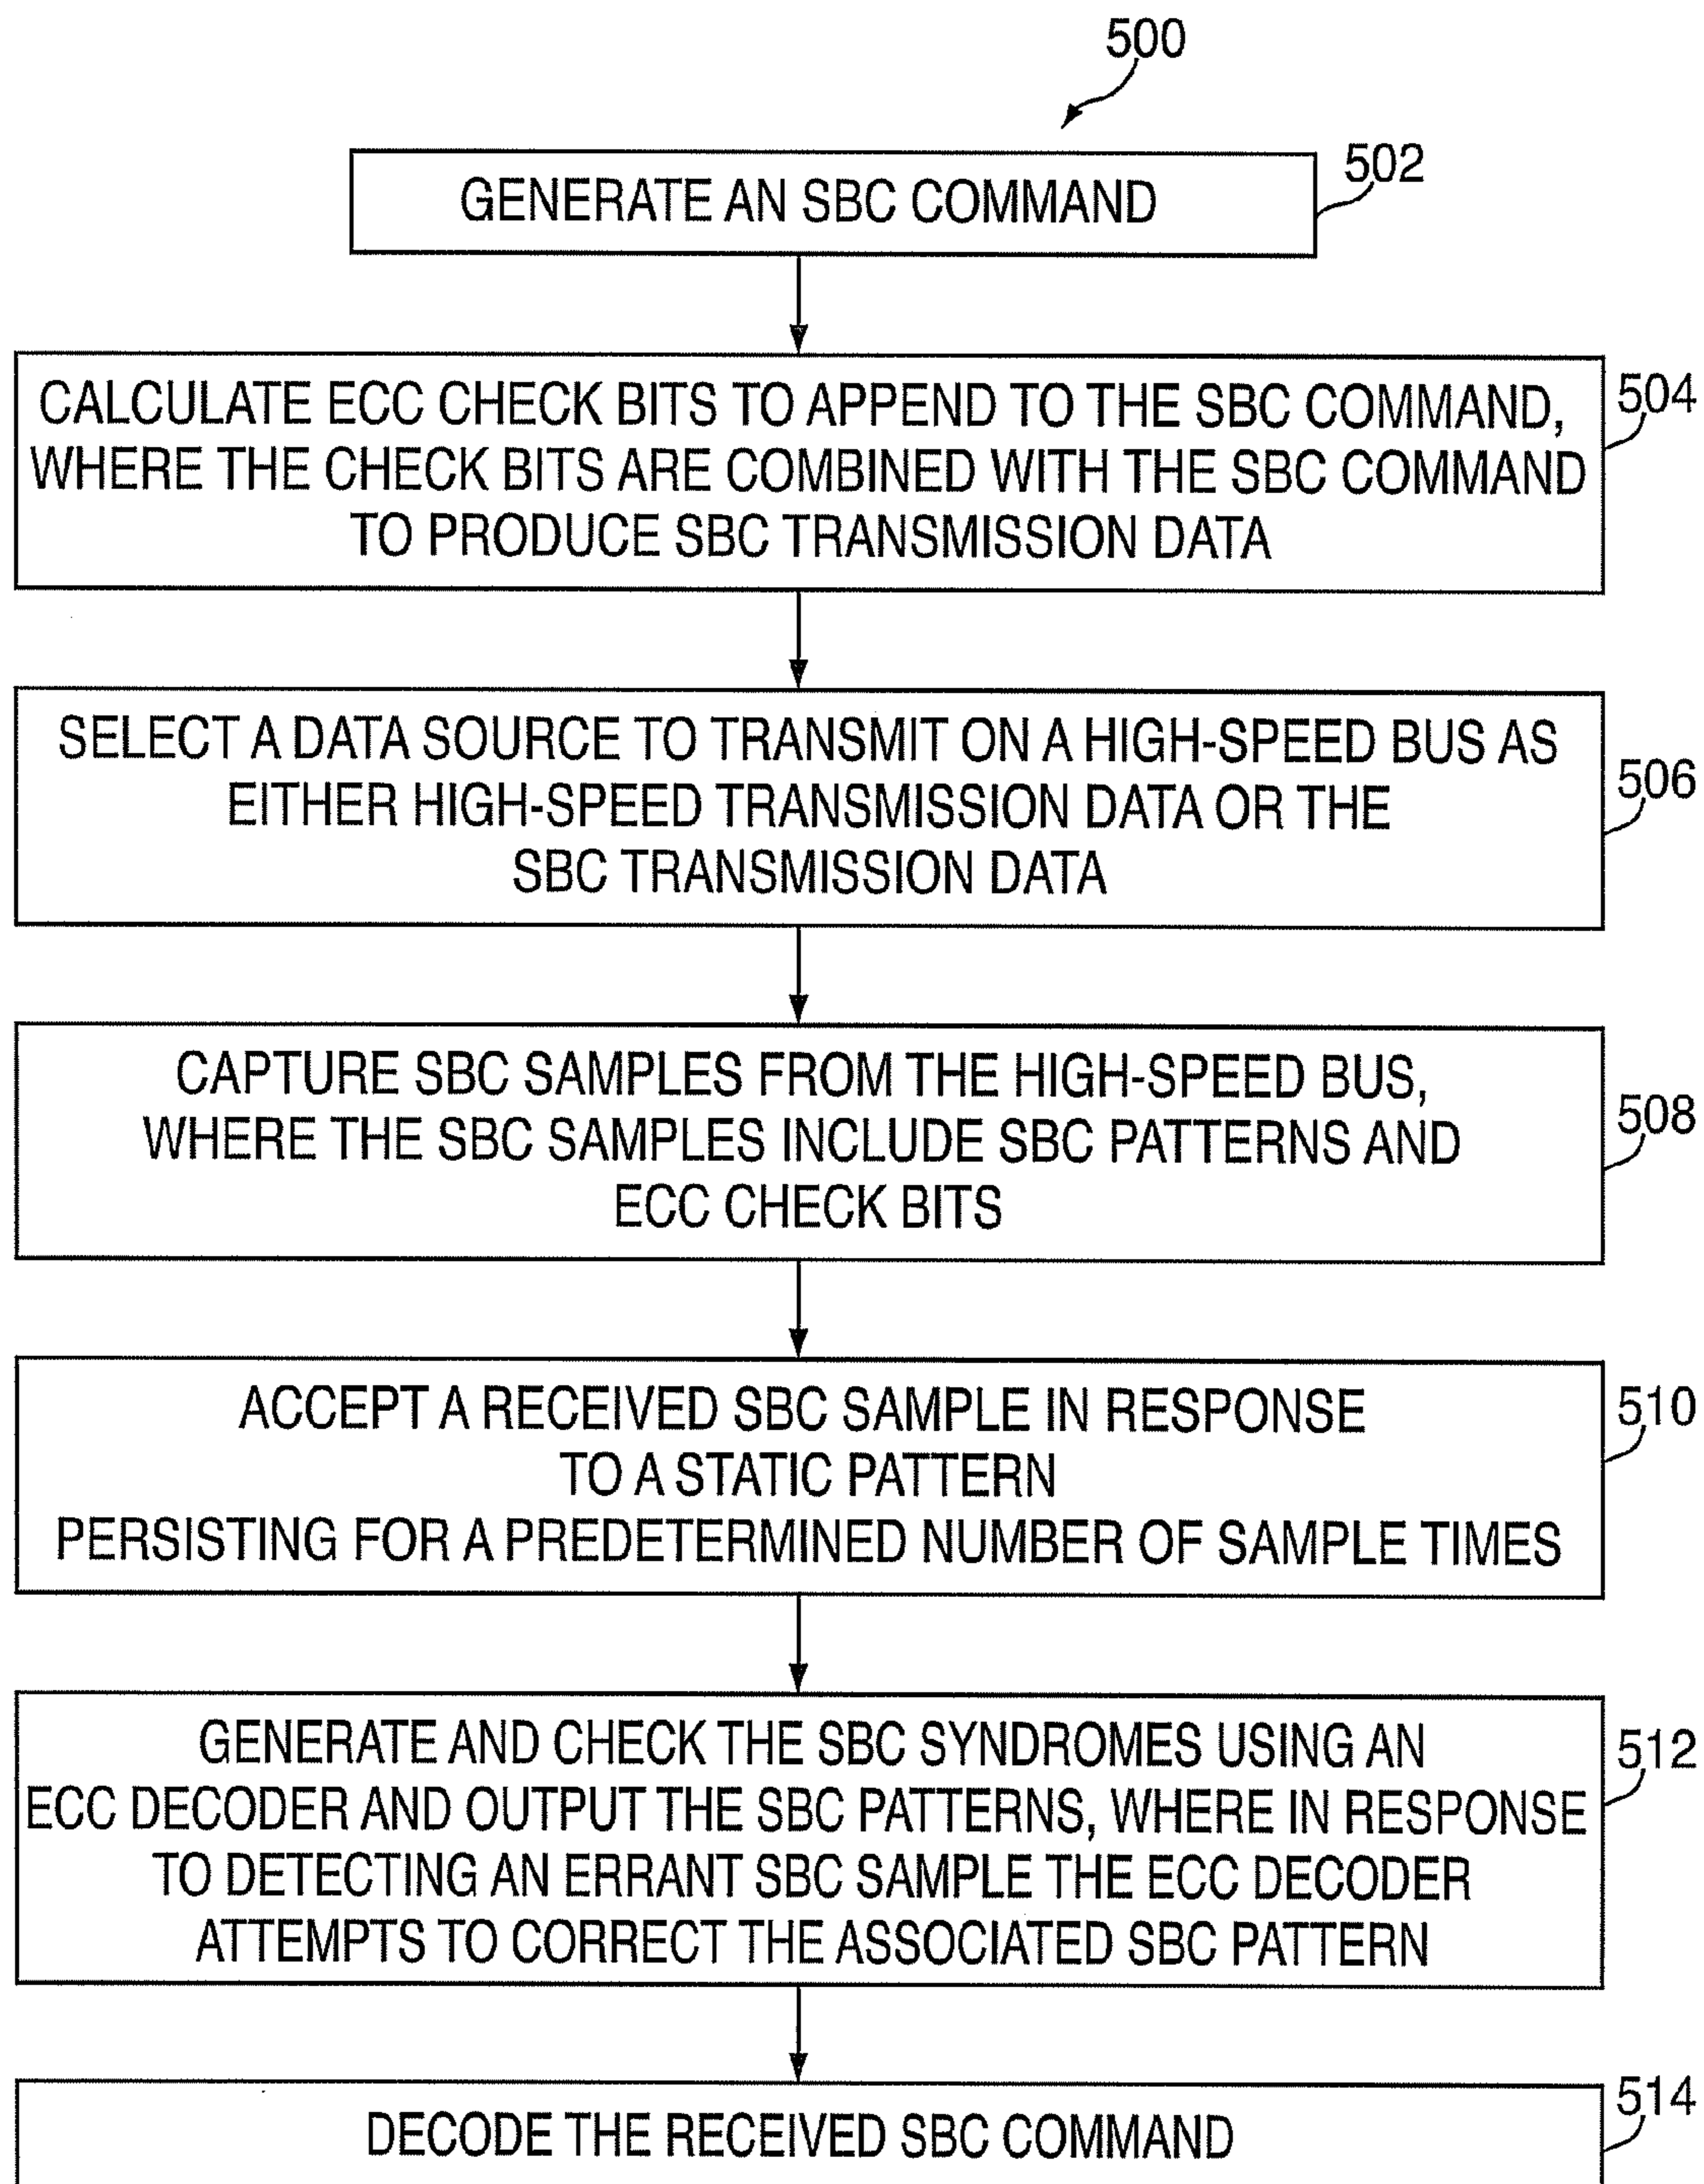 500
502
GENERATE AN SBC COMMAND
504
CALCULATE ECC CHECK BITS TO APPEND TO THE SBC COMMAND,
WHERE THE CHECK BITS ARE COMBINED WITH THE SBC COMMAND
TO PRODUCE SBC TRANSMISSION DATA
506
SELECT A DATA SOURCE TO TRANSMIT ON A HIGH-SPEED BUS AS
EITHER HIGH-SPEED TRANSMISSION DATA OR THE
SBC TRANSMISSION DATA
508
CAPTURE SBC SAMPLES FROM THE HIGH-SPEED BUS,
WHERE THE SBC SAMPLES INCLUDE SBC PATTERNS AND
ECC CHECK BITS
510
ACCEPT A RECEIVED SBC SAMPLE IN RESPONSE
TO A STATIC PATTERN
PERSISTING FOR A PREDETERMINED NUMBER OF SAMPLE TIMES
512
GENERATE AND CHECK THE SBC SYNDROMES USING AN
ECC DECODER AND OUTPUT THE SBC PATTERNS, WHERE IN RESPONSE
TO DETECTING AN ERRANT SBC SAMPLE THE ECC DECODER
ATTEMPTS TO CORRECT THE ASSOCIATED SBC PATTERN
514
DECODE THE RECEIVED SBC COMMAND